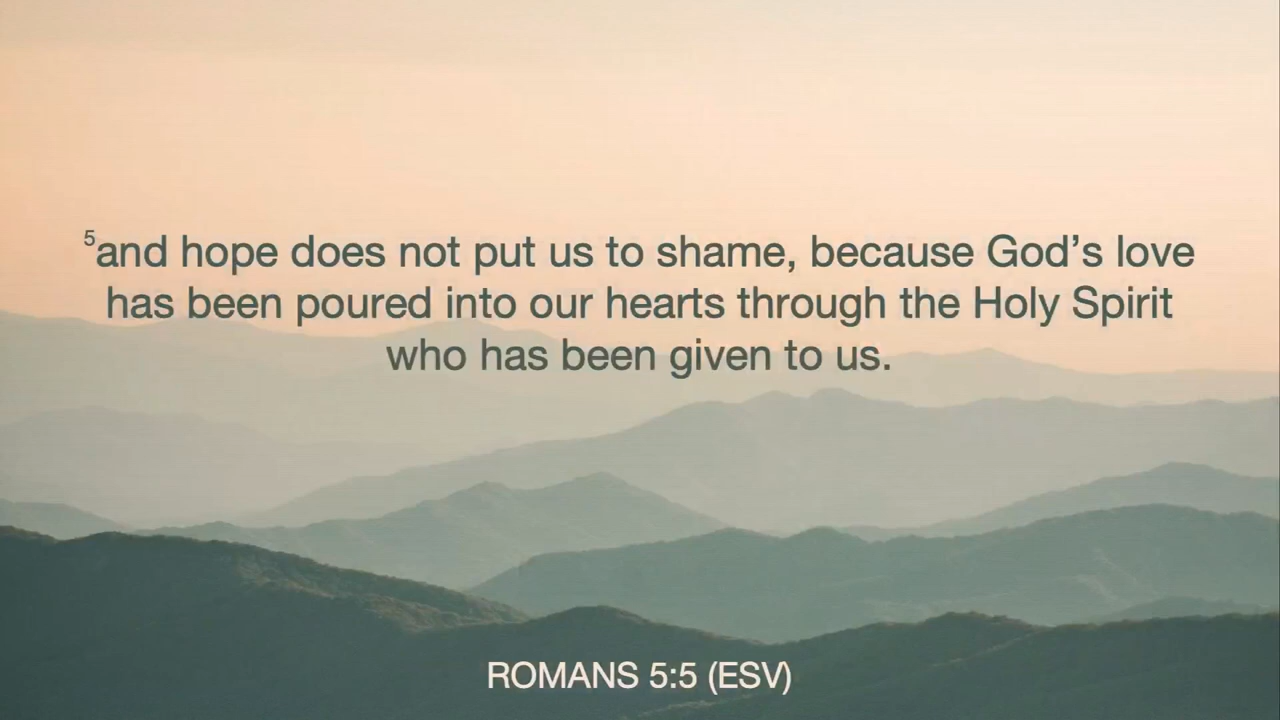 ⁵and hope does not put us to shame, because God’s love
has been poured into our hearts through the Holy Spirit
who has been given to us.
ROMANS 5:5 (ESV)